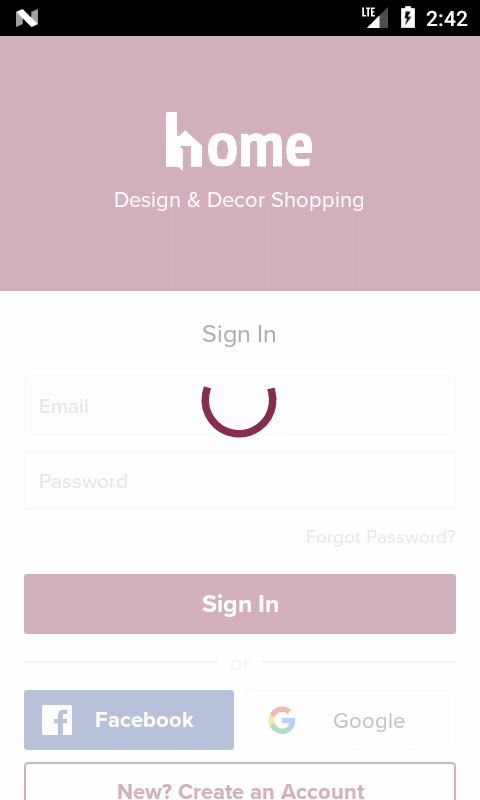 LTE 2:42
home
Design & Decor Shopping
Sign In
Email
Password
Forgot Password?
Sign In
or
Facebook
Google
New? Create an Account